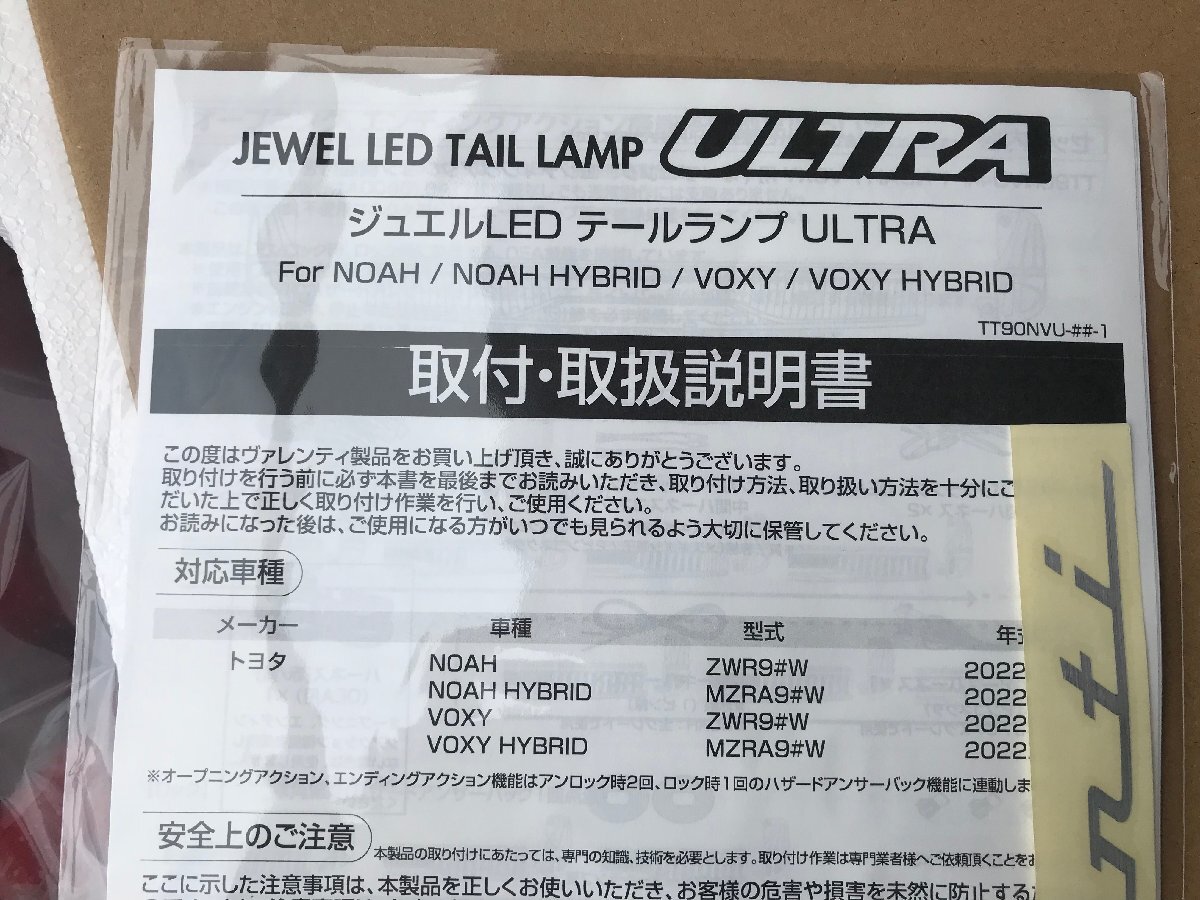 JEWEL LED TAIL LAMP ULTRA
ジュエルLED テールランプ ULTRA
For NOAH / NOAH HYBRID / VOXY / VOXY HYBRID
TT90NVU-##-1
取付・取扱説明書
この度はヴァレンティ製品をお買い上げ頂き、誠にありがとうございます。
取り付けを行う前に必ず本書を最後までお読みいただき、取り付け方法、取り扱い方法を十分にご
だいた上で正しく取り付け作業を行い、ご使用ください。
お読みになった後は、ご使用になる方がいつでも見られるよう大切に保管してください。
対応車種
メーカー 車種 型式 年式
トヨタ NOAH ZWR9#W 2022
NOAH HYBRID MZRA9#W 2022
VOXY ZWR9#W 2022
VOXY HYBRID MZRA9#W 2022.
※オープニングアクション、エンディングアクション機能はアンロック時2回、ロック時1回のハザードアンサーバック機能に連動しま
安全上のご注意 本製品の取り付けにあたっては、専門の知識、技術を必要とします。取り付け作業は専門業者様へご依頼頂くことをお
ここに示した注意事項は、本製品を正しくお使いいただき、お客様の危害や損害を未然に防止するた
nti